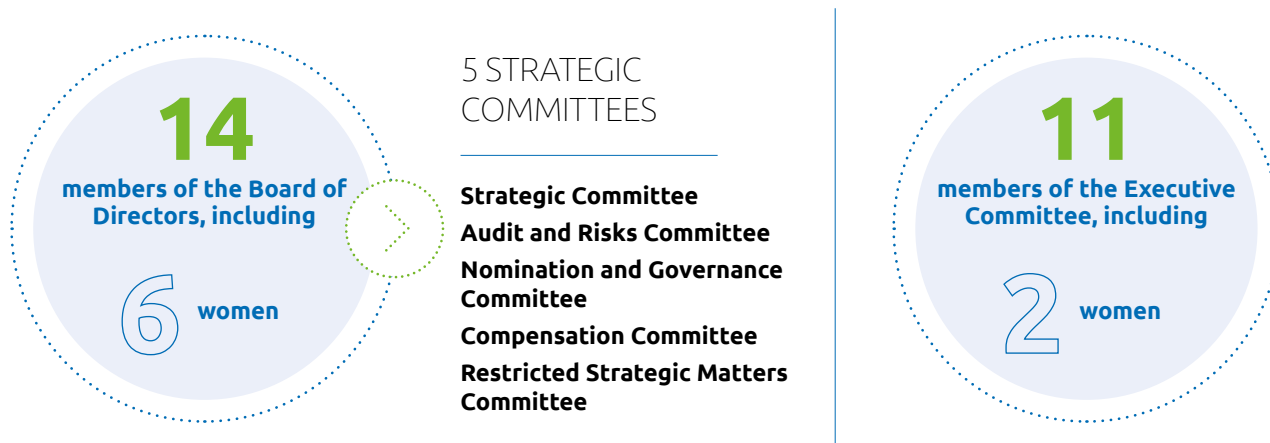 14
members of the Board of
Directors, including
6 women
5 STRATEGIC
COMMITTEES
Strategic Committee
Audit and Risks Committee
Nomination and Governance
Committee
Compensation Committee
Restricted Strategic Matters
Committee
11
members of the Executive
Committee, including
2 women